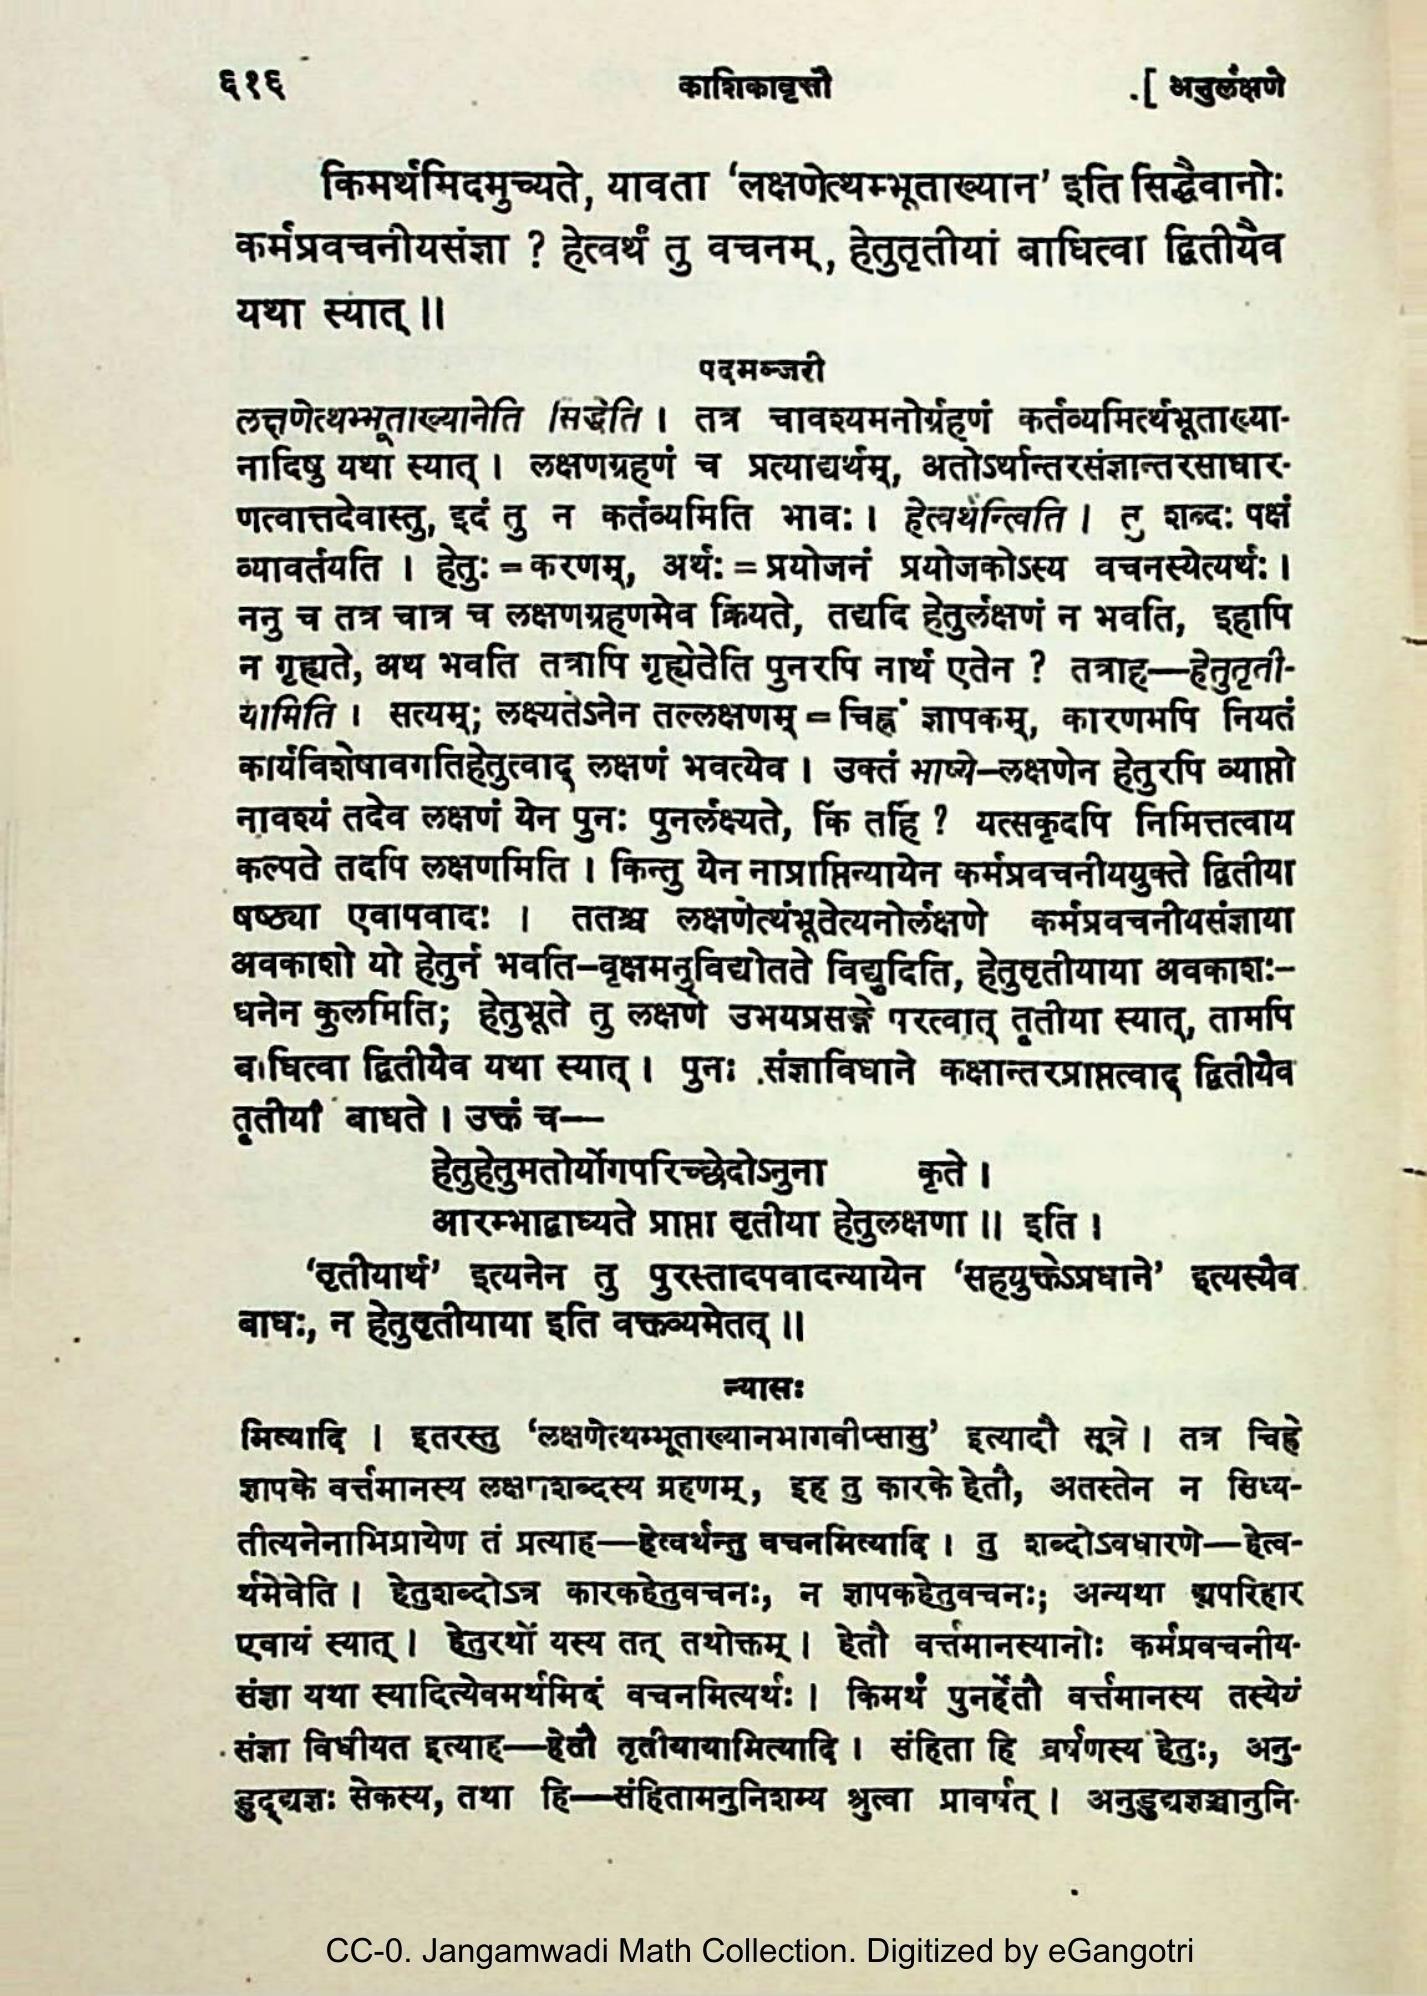 ६१६ काशिकावृत्तौ [ अनुर्लक्षणे
किमर्थमिदमुच्यते, यावता ‘लक्षणेत्थम्भूताख्यान’ इति सिद्धैवानोः
कर्मप्रवचनीयसंज्ञा ? हेत्वर्थं तु वचनम्, हेतुतृतीयां बाधित्वा द्वितीयैव
यथा स्यात् ॥
पदमञ्जरी
लक्षणेत्थम्भूताख्यानेति सिद्धेति । तत्र चावश्यमनोर्ग्रहणं कर्तव्यमित्थंभूताख्या-
नादिषु यथा स्यात् । लक्षणग्रहणं च प्रत्याद्यर्थम्, अतोऽर्थान्तरसंज्ञान्तरसाधार-
णत्वात्तदेवास्तु, इदं तु न कर्तव्यमिति भावः । हेत्वर्थन्त्विति । तु शब्दः पक्षं
व्यावर्तयति । हेतुः = करणम्, अर्थः = प्रयोजनं प्रयोजकोऽस्य वचनस्येत्यर्थः ।
ननु च तत्र चात्र च लक्षणग्रहणमेव क्रियते, तद्यदि हेतुर्लक्षणं न भवति, इहापि
न गृह्यते, अथ भवति तत्रापि गृह्येतेति पुनरपि नार्थ एतेन ? तत्राह—हेतुतृती-
यामिति । सत्यम्; लक्ष्यतेऽनेन तल्लक्षणम् = चिह्नं ज्ञापकम्, कारणमपि नियतं
कार्यविशेषावगतिहेतुत्वाद् लक्षणं भवत्येव । उक्तं भाष्ये–लक्षणेन हेतुरपि व्याप्तो
नावश्यं तदेव लक्षणं येन पुनः पुनर्लक्ष्यते, किं तर्हि ? यत्सकृदपि निमित्तत्वाय
कल्पते तदपि लक्षणमिति । किन्तु येन नाप्राप्तिन्यायेन कर्मप्रवचनीययुक्ते द्वितीया
षष्ठ्या एवापवादः । ततश्च लक्षणेत्थंभूतेत्यनोर्लक्षणे कर्मप्रवचनीयसंज्ञाया
अवकाशो यो हेतुर्न भवति–वृक्षमनुविद्योतते विद्युदिति, हेतुतृतीयाया अवकाशः–
धनेन कुलमिति; हेतुभूते तु लक्षणे उभयप्रसङ्गे परत्वात् तृतीया स्यात्, तामपि
बाधित्वा द्वितीयैव यथा स्यात् । पुनः संज्ञाविधाने कक्षान्तरप्राप्तत्वाद् द्वितीयैव
तृतीयां बाधते । उक्तं च—
हेतुहेतुमतोर्योगपरिच्छेदोऽनुना कृते ।
आरम्भाद्बाध्यते प्राप्ता तृतीया हेतुलक्षणा ॥ इति ।
‘तृतीयार्थ’ इत्यनेन तु पुरस्तादपवादन्यायेन ‘सहयुक्तेऽप्रधाने’ इत्यस्यैव
बाधः, न हेतुतृतीयाया इति वक्तव्यमेतत् ॥
न्यासः
मित्यादि । इतरस्तु ‘लक्षणेत्थम्भूताख्यानभागवीप्सासु’ इत्यादौ सूत्रे । तत्र चिह्ने
ज्ञापके वर्त्तमानस्य लक्षणशब्दस्य ग्रहणम्, इह तु कारके हेतौ, अतस्तेन न सिध्य-
तीत्यनेनाभिप्रायेण तं प्रत्याह—हेत्वर्थन्तु वचनमित्यादि । तु शब्दोऽवधारणे—हेत्व-
र्थमेवेति । हेतुशब्दोऽत्र कारकहेतुवचनः, न ज्ञापकहेतुवचनः; अन्यथा ह्यपरिहार
एवायं स्यात् । हेतुरर्थो यस्य तत् तथोक्तम् । हेतौ वर्त्तमानस्यानोः कर्मप्रवचनीय-
संज्ञा यथा स्यादित्येवमर्थमिदं वचनमित्यर्थः । किमर्थं पुनर्हेतौ वर्त्तमानस्य तस्येयं
संज्ञा विधीयत इत्याह—हेतौ तृतीयायामित्यादि । संहिता हि वर्षणस्य हेतुः, अनु-
डुद्यज्ञः सेकस्य, तथा हि—संहितामनुनिशम्य श्रुत्वा प्रावर्षत् । अनुडुद्यज्ञञ्चानुनि-
CC-0. Jangamwadi Math Collection. Digitized by eGangotri